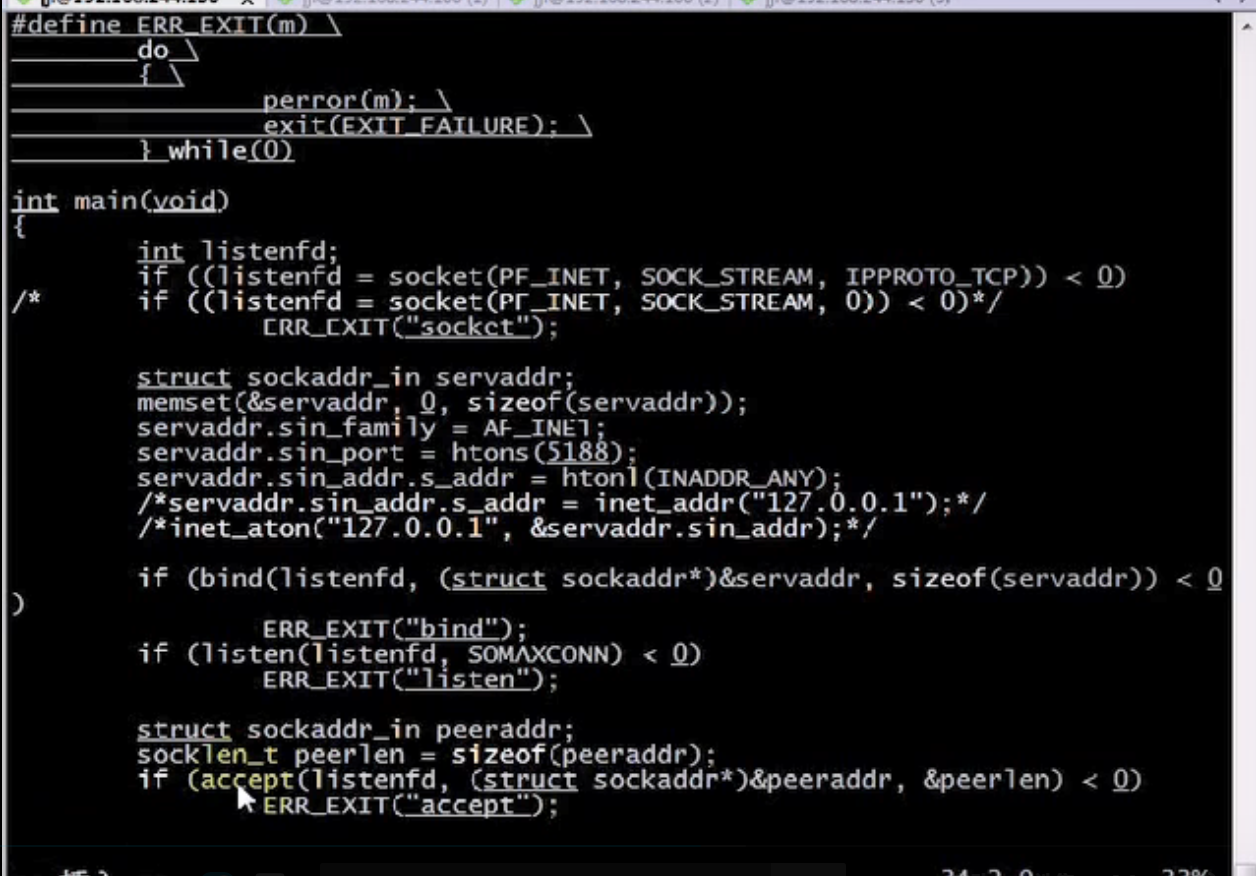 #define ERR_EXIT(m) \
        do \
        { \
                perror(m); \
                exit(EXIT_FAILURE); \
        } while(0)

int main(void)
{
        int listenfd;
        if ((listenfd = socket(PF_INET, SOCK_STREAM, IPPROTO_TCP)) < 0)
/*      if ((listenfd = socket(PF_INET, SOCK_STREAM, 0)) < 0)*/
                ERR_EXIT("socket");

        struct sockaddr_in servaddr;
        memset(&servaddr, 0, sizeof(servaddr));
        servaddr.sin_family = AF_INET;
        servaddr.sin_port = htons(5188);
        servaddr.sin_addr.s_addr = htonl(INADDR_ANY);
        /*servaddr.sin_addr.s_addr = inet_addr("127.0.0.1");*/
        /*inet_aton("127.0.0.1", &servaddr.sin_addr);*/

        if (bind(listenfd, (struct sockaddr*)&servaddr, sizeof(servaddr)) < 0
)
                ERR_EXIT("bind");
        if (listen(listenfd, SOMAXCONN) < 0)
                ERR_EXIT("listen");

        struct sockaddr_in peeraddr;
        socklen_t peerlen = sizeof(peeraddr);
        if (accept(listenfd, (struct sockaddr*)&peeraddr, &peerlen) < 0)
                ERR_EXIT("accept");